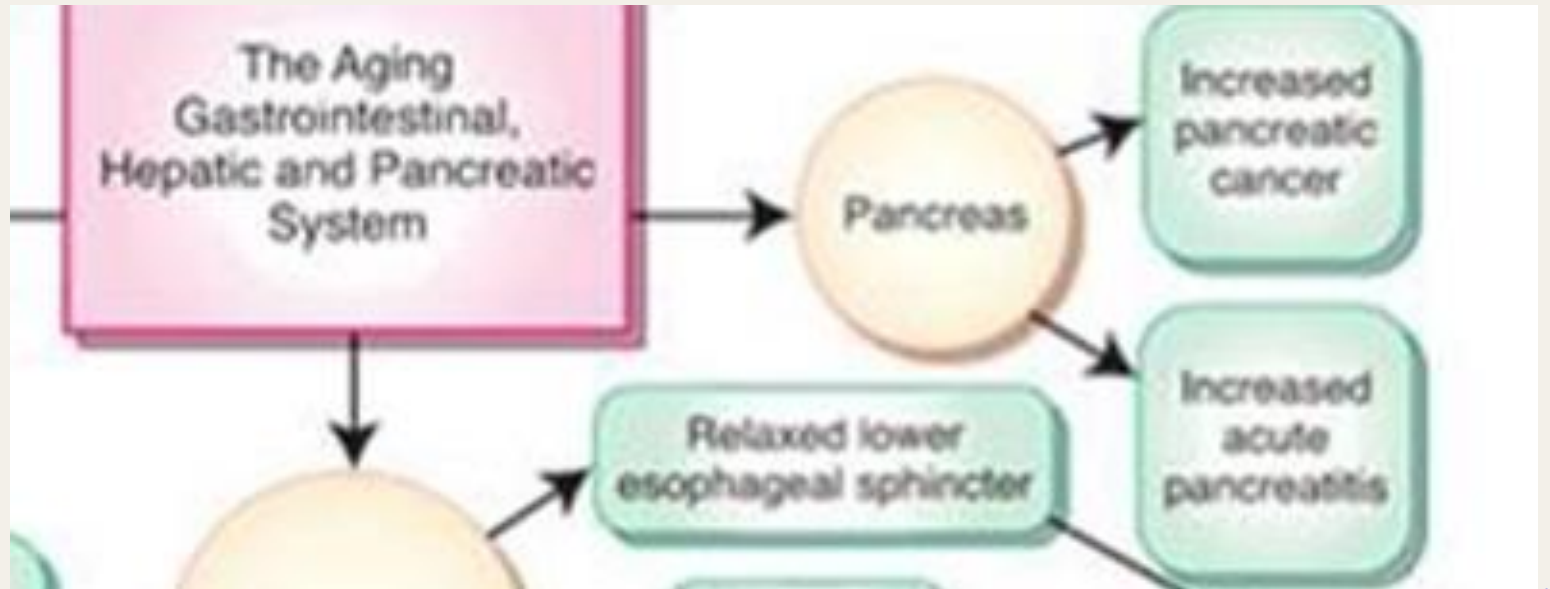 The Aging
Gastrointestinal,
Hepatic and Pancreatic
System
Pancreas
Increased
pancreatic
cancer
Relaxed lower
esophageal sphincter
Increased
acute
pancreatitis